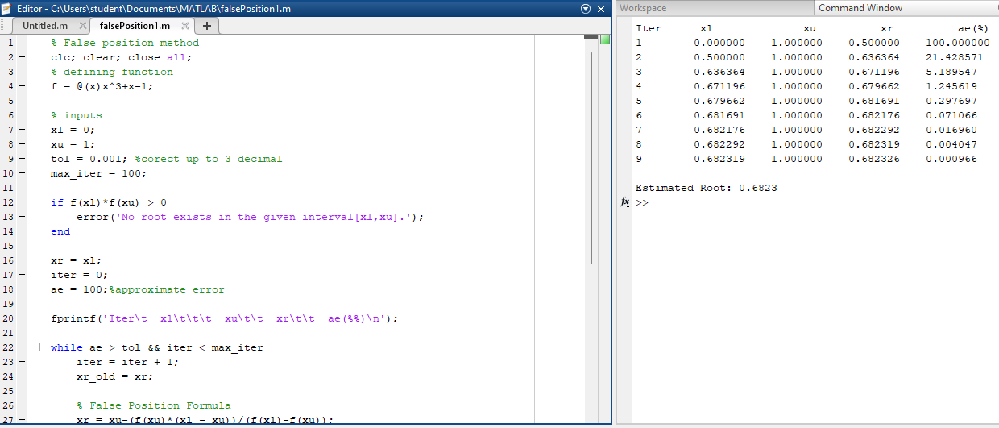 Editor - C:\Users\student\Documents\MATLAB\falsePosition1.m
Untitled.m falsePosition1.m +
1 % False position method
2 — clc; clear; close all;
3 % defining function
4 — f = @(x)x^3+x-1;
5
6 % inputs
7 — xl = 0;
8 — xu = 1;
9 — tol = 0.001; %corect up to 3 decimal
10 — max_iter = 100;
11
12 — if f(xl)*f(xu) > 0
13 — error('No root exists in the given interval[xl,xu].');
14 — end
15
16 — xr = xl;
17 — iter = 0;
18 — ae = 100;%approximate error
19
20 — fprintf('Iter\t  xl\t\t\t  xu\t\t  xr\t\t  ae(%%)\n');
21
22 — while ae > tol && iter < max_iter
23 — iter = iter + 1;
24 — xr_old = xr;
25
26 % False Position Formula
27 — xr = xu-(f(xu)*(xl - xu))/(f(xl)-f(xu));
Workspace Command Window
Iter xl xu xr ae(%)
1 0.000000 1.000000 0.500000 100.000000
2 0.500000 1.000000 0.636364 21.428571
3 0.636364 1.000000 0.671196 5.189547
4 0.671196 1.000000 0.679662 1.245619
5 0.679662 1.000000 0.681691 0.297697
6 0.681691 1.000000 0.682176 0.071066
7 0.682176 1.000000 0.682292 0.016960
8 0.682292 1.000000 0.682319 0.004047
9 0.682319 1.000000 0.682326 0.000966
Estimated Root: 0.6823
fx >>